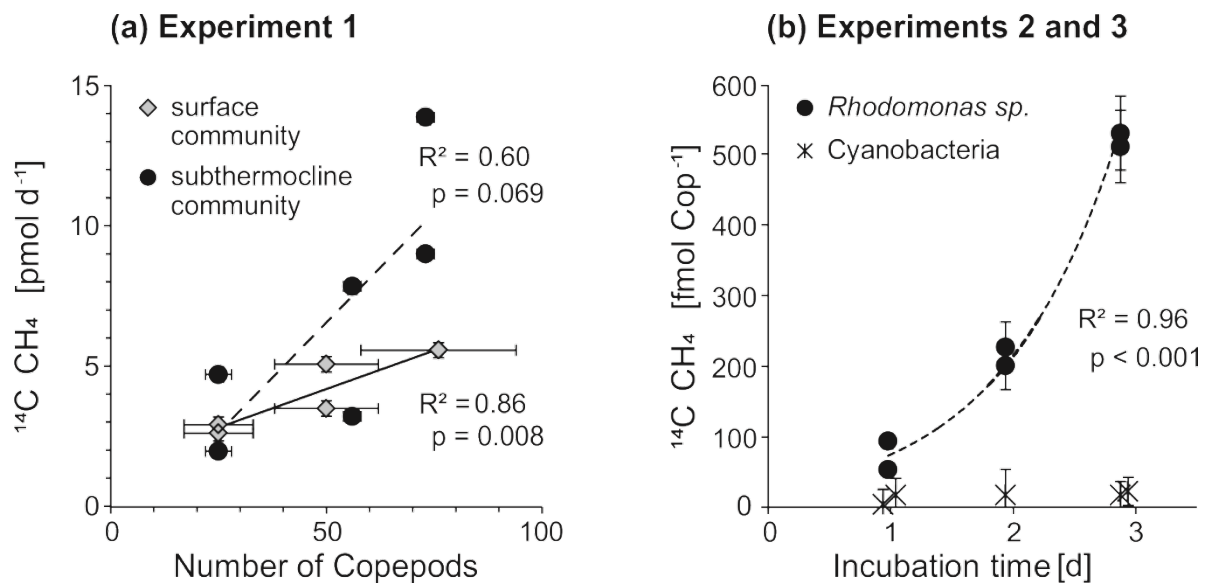 (a) Experiment 1
15
10
5
0
0
50
100
¹⁴C CH₄ [pmol d⁻¹]
Number of Copepods
surface
community
subthermocline
community
R² = 0.60
p = 0.069
R² = 0.86
p = 0.008
(b) Experiments 2 and 3
600
500
400
300
200
100
0
0
1
2
3
¹⁴C CH₄ [fmol Cop⁻¹]
Incubation time [d]
Rhodomonas sp.
Cyanobacteria
R² = 0.96
p < 0.001